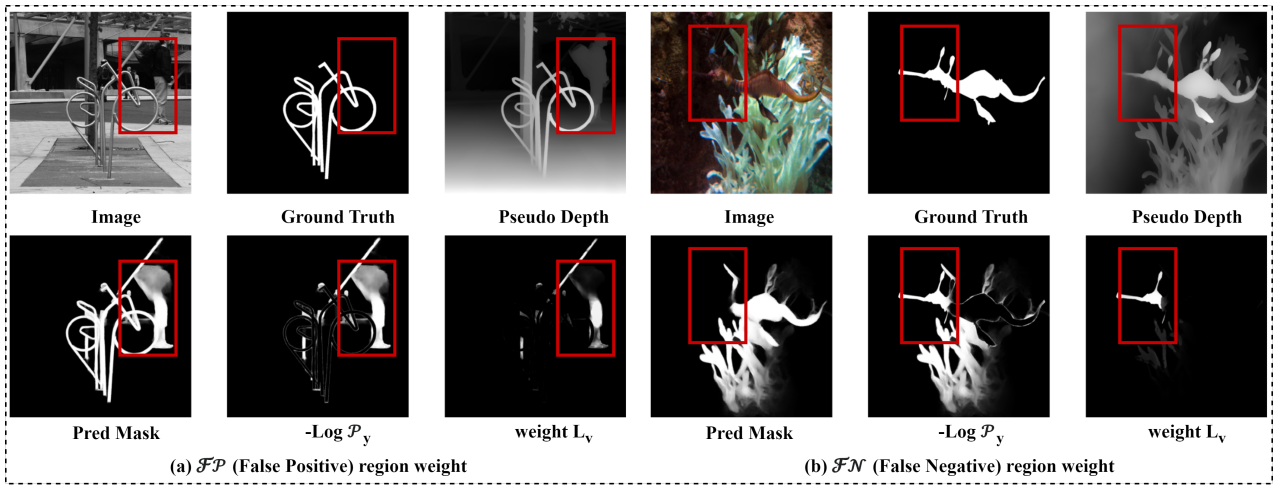 Image Ground Truth Pseudo Depth Image Ground Truth Pseudo Depth
Pred Mask -Log 𝒫y weight Lv Pred Mask -Log 𝒫y weight Lv
(a) ℱ𝒫 (False Positive) region weight (b) ℱ𝒩 (False Negative) region weight